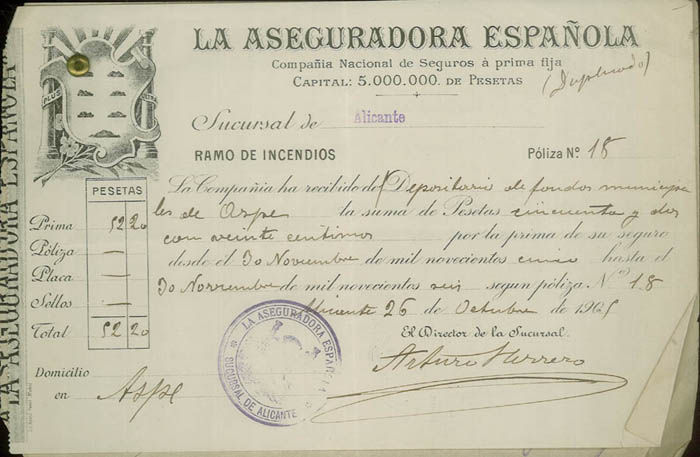 LA ASEGURADORA ESPAÑOLA
Compañia Nacional de Seguros à prima fija
CAPITAL: 5.000.000. DE PESETAS
(Duplicado)
PLUS
Sucursal de Alicante
RAMO DE INCENDIOS
Póliza Nº 18
La Compañia ha recibido del Depositario de fondos municipa
les de Aspe la suma de Pesetas cincuenta y dos
con veinte centimos por la prima de su seguro
desde el 30 Noviembre de mil novecientos cinco hasta el
30 Noviembre de mil novecientos seis segun póliza Nº 18
Alicante 26 de Octubre de 1905
El Director de la Sucursal.
Arturo Herrero
PESETAS
Prima 52 20
Póliza —
Placa —
Sellos —
Total 52 20
Domicilio
en Aspe
LA ASEGURADORA ESPAÑOLA
SUCURSAL DE ALICANTE
LA ASEGURADORA ESPAÑOLA